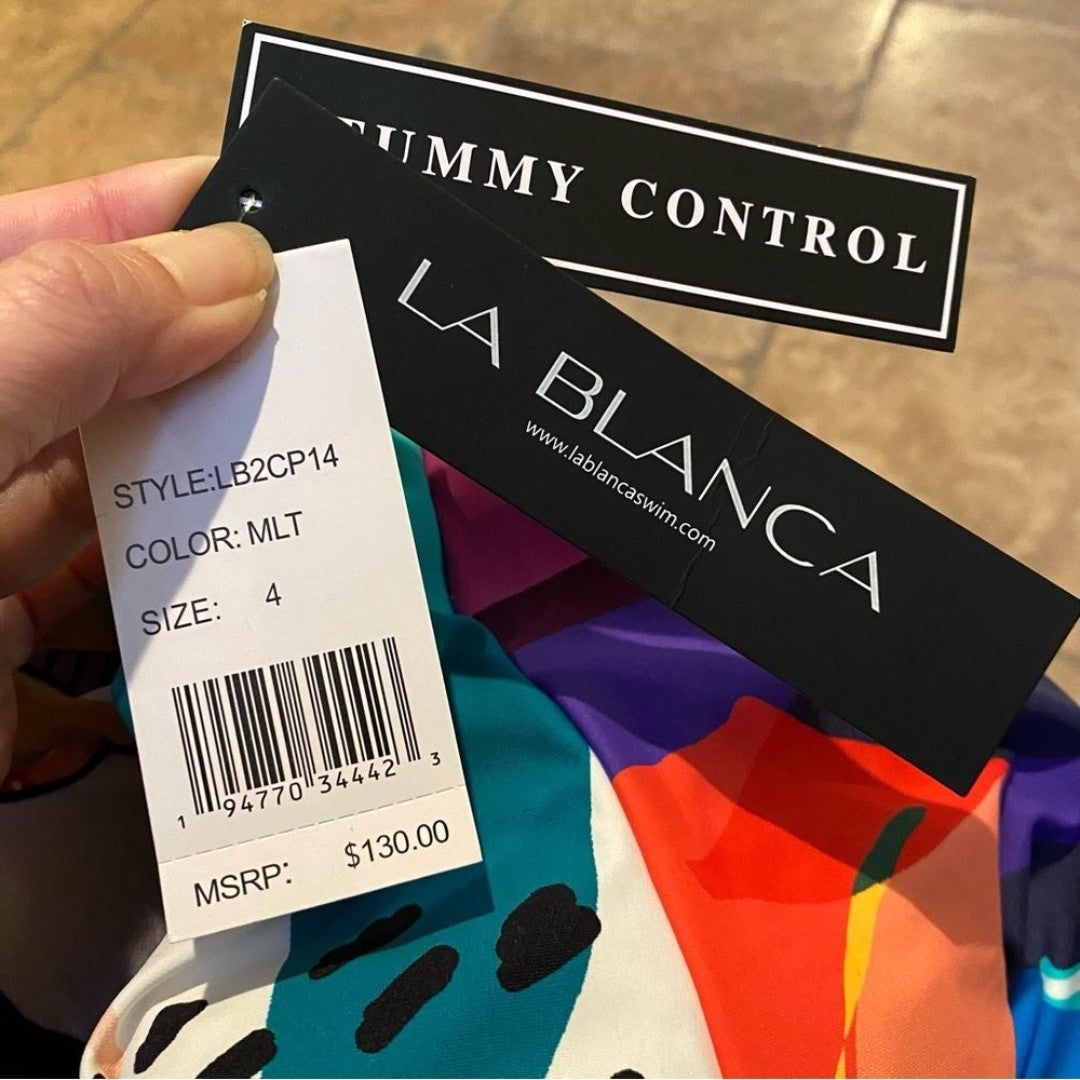 TUMMY CONTROL
LA BLANCA
www.lablancaswim.com
STYLE:LB2CP14
COLOR: MLT
SIZE: 4
1 94770 34442 3
MSRP: $130.00